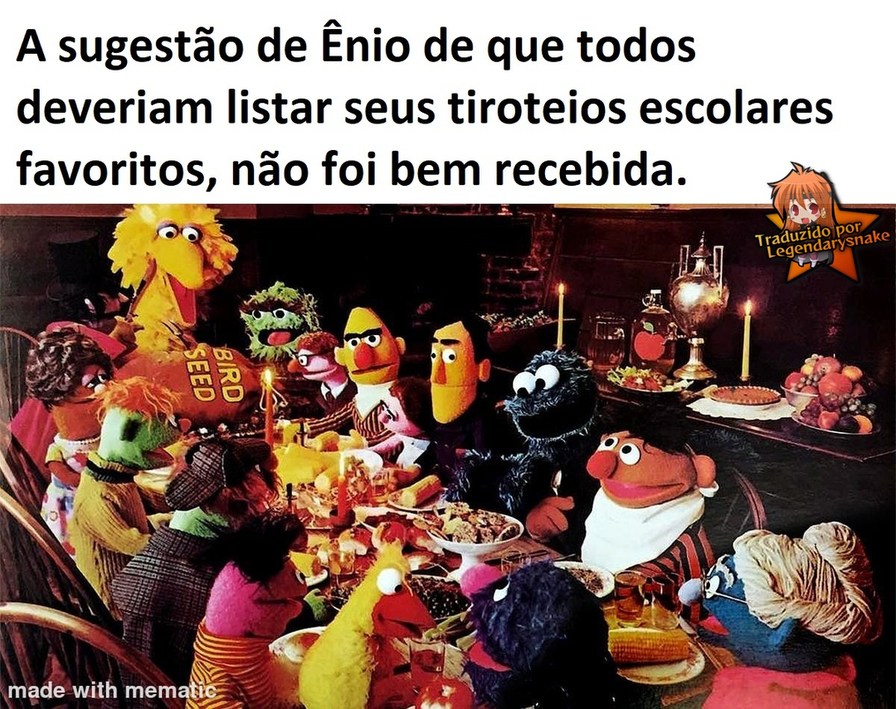 A sugestão de Ênio de que todos
deveriam listar seus tiroteios escolares
favoritos, não foi bem recebida.
Traduzido por
Legendarysnake
BIRD
SEED
made with mematic